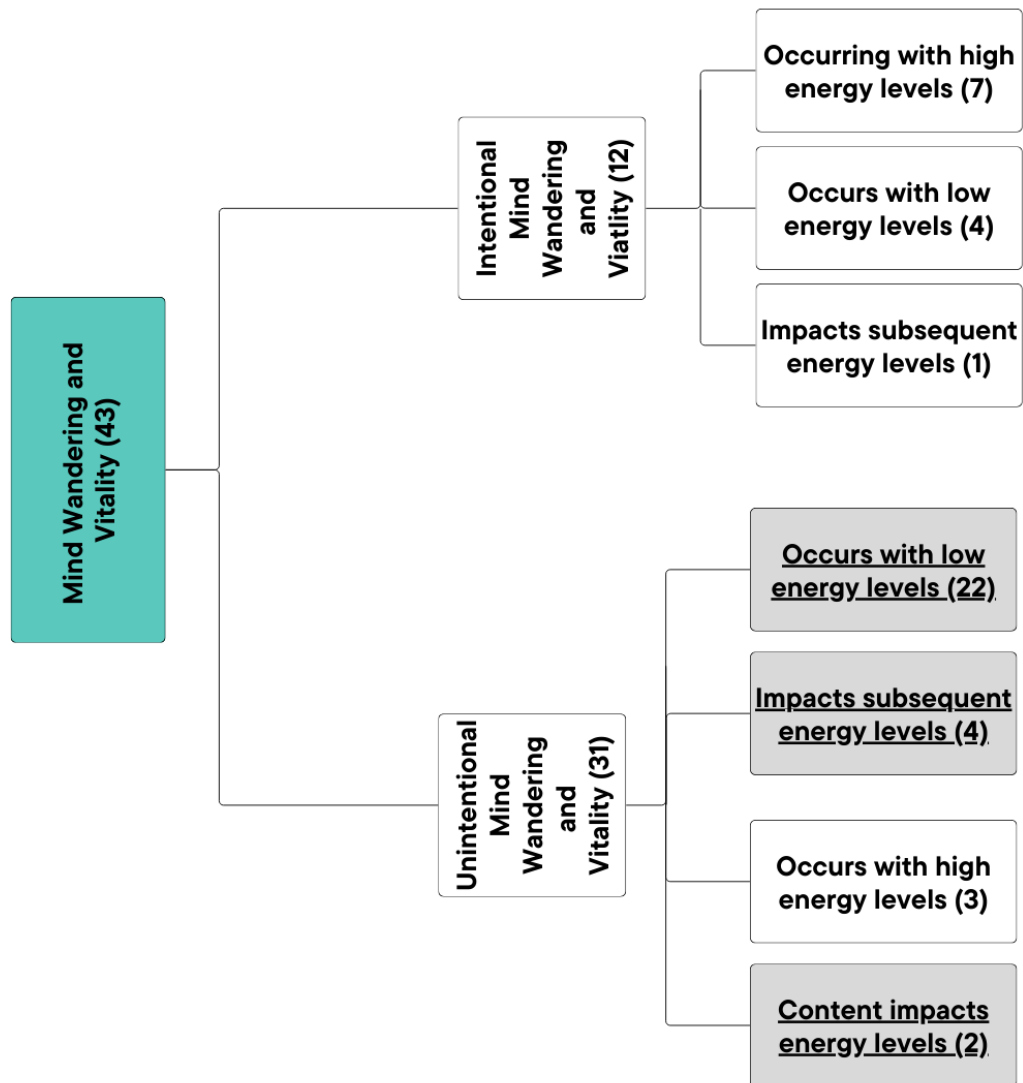 Mind Wandering and
Vitality (43)
Intentional
Mind
Wandering
and
Viatlity (12)
Occurring with high
energy levels (7)
Occurs with low
energy levels (4)
Impacts subsequent
energy levels (1)
Unintentional
Mind
Wandering
and
Vitality (31)
Occurs with low
energy levels (22)
Impacts subsequent
energy levels (4)
Occurs with high
energy levels (3)
Content impacts
energy levels (2)